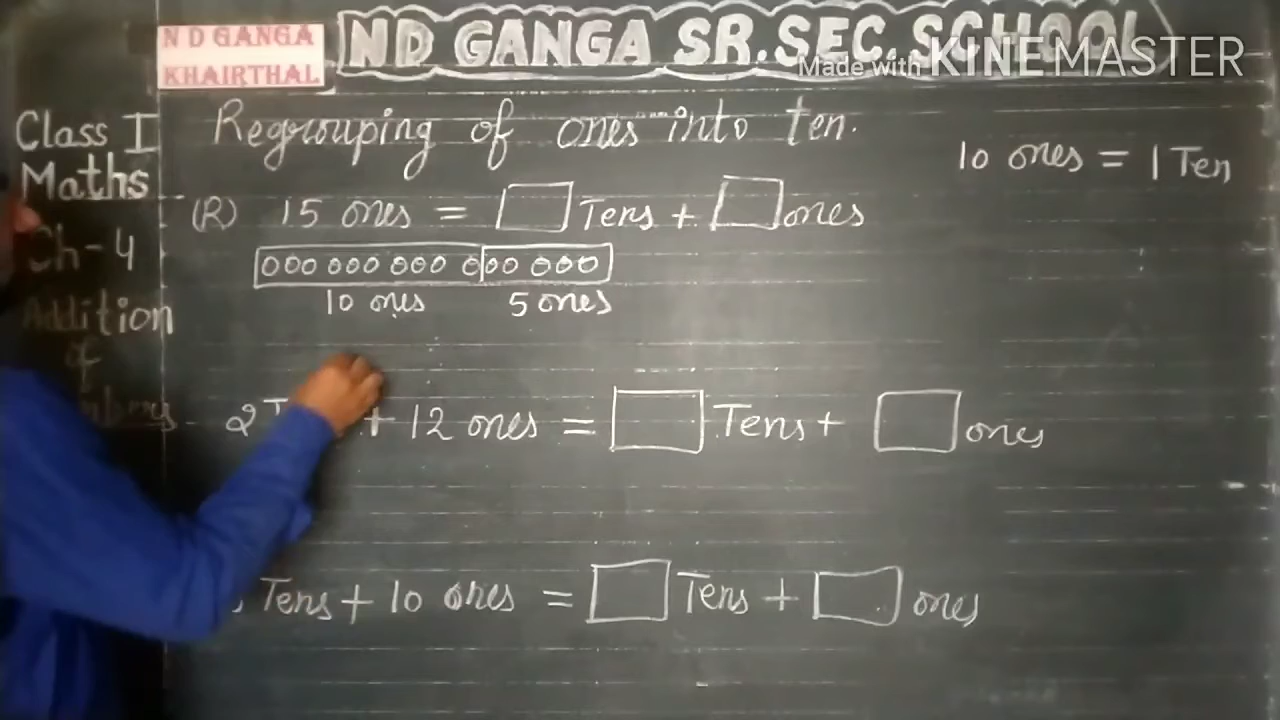 N D GANGA
KHAIRTHAL
ND GANGA SR. SEC. SCHOOL
Made with KINEMASTER
Class I
Maths
Ch-4
Addition
of
Regrouping of ones into ten.
10 ones = 1 Ten
(R) 15 ones = Tens + ones
000 000 000 000 000
10 ones 5 ones
2 + 12 ones = Tens + ones
Tens + 10 ones = Tens + ones